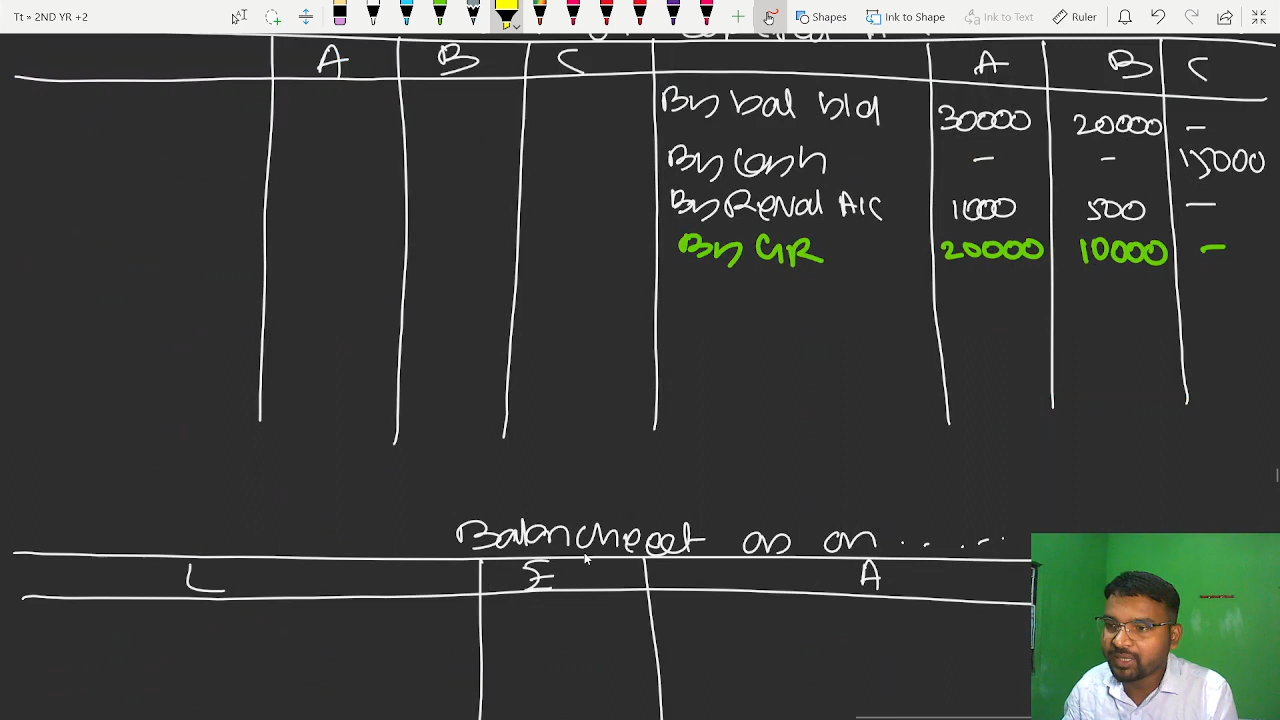 Tt » 2ND YR +2
Shapes
Ink to Shape
Ink to Text
Ruler
A B C A B C
By bal b/d 30000 20000 -
By Cash - - 15000
By Reval A/c 1000 500 -
By GR 20000 10000 -
Balancheet as on ......
L ₤ A